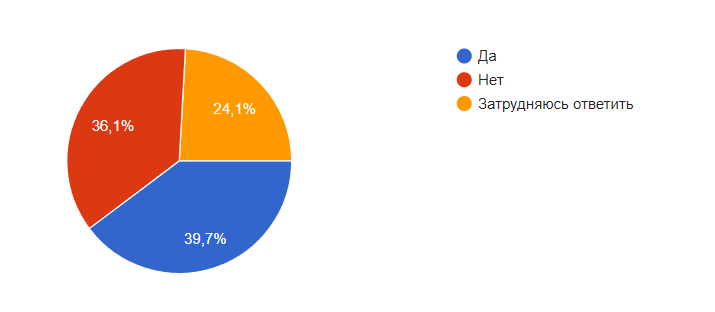 Да
Нет
Затрудняюсь ответить
36,1%
24,1%
39,7%